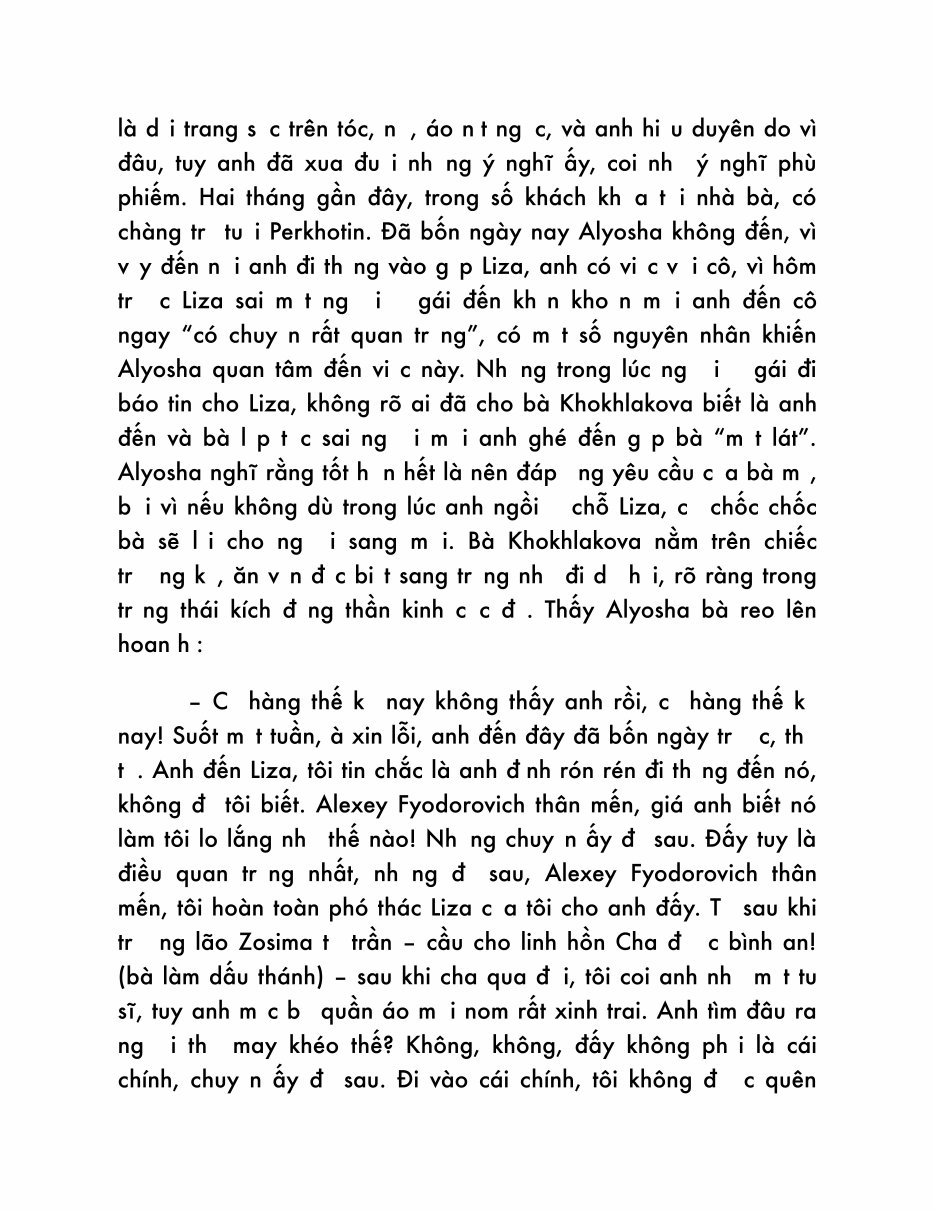 là d i trang s c trên tóc, n , áo n t ng c, và anh hi u duyên do vì
đâu, tuy anh đã xua đu i nh ng ý nghĩ ấy, coi nh ý nghĩ phù
phiếm. Hai tháng gần đây, trong số khách kh a t i nhà bà, có
chàng tr tu i Perkhotin. Đã bốn ngày nay Alyosha không đến, vì
v y đến n i anh đi th ng vào g p Liza, anh có vi c v i cô, vì hôm
tr c Liza sai m t ng i gái đến kh n kho n m i anh đến cô
ngay “có chuy n rất quan tr ng”, có m t số nguyên nhân khiến
Alyosha quan tâm đến vi c này. Nh ng trong lúc ng i gái đi
báo tin cho Liza, không rõ ai đã cho bà Khokhlakova biết là anh
đến và bà l p t c sai ng i m i anh ghé đến g p bà “m t lát”.
Alyosha nghĩ rằng tốt h n hết là nên đáp ng yêu cầu c a bà m ,
b i vì nếu không dù trong lúc anh ngồi chỗ Liza, c chốc chốc
bà sẽ l i cho ng i sang m i. Bà Khokhlakova nằm trên chiếc
tr ng k , ăn v n đ c bi t sang tr ng nh đi d h i, rõ ràng trong
tr ng thái kích đ ng thần kinh c c đ . Thấy Alyosha bà reo lên
hoan h :
– C hàng thế k nay không thấy anh rồi, c hàng thế k
nay! Suốt m t tuần, à xin lỗi, anh đến đây đã bốn ngày tr c, th
t . Anh đến Liza, tôi tin chắc là anh đ nh rón rén đi th ng đến nó,
không đ tôi biết. Alexey Fyodorovich thân mến, giá anh biết nó
làm tôi lo lắng nh thế nào! Nh ng chuy n ấy đ sau. Đấy tuy là
điều quan tr ng nhất, nh ng đ sau, Alexey Fyodorovich thân
mến, tôi hoàn toàn phó thác Liza c a tôi cho anh đấy. T sau khi
tr ng lão Zosima t trần – cầu cho linh hồn Cha đ c bình an!
(bà làm dấu thánh) – sau khi cha qua đ i, tôi coi anh nh m t tu
sĩ, tuy anh m c b quần áo m i nom rất xinh trai. Anh tìm đâu ra
ng i th may khéo thế? Không, không, đấy không ph i là cái
chính, chuy n ấy đ sau. Đi vào cái chính, tôi không đ c quên